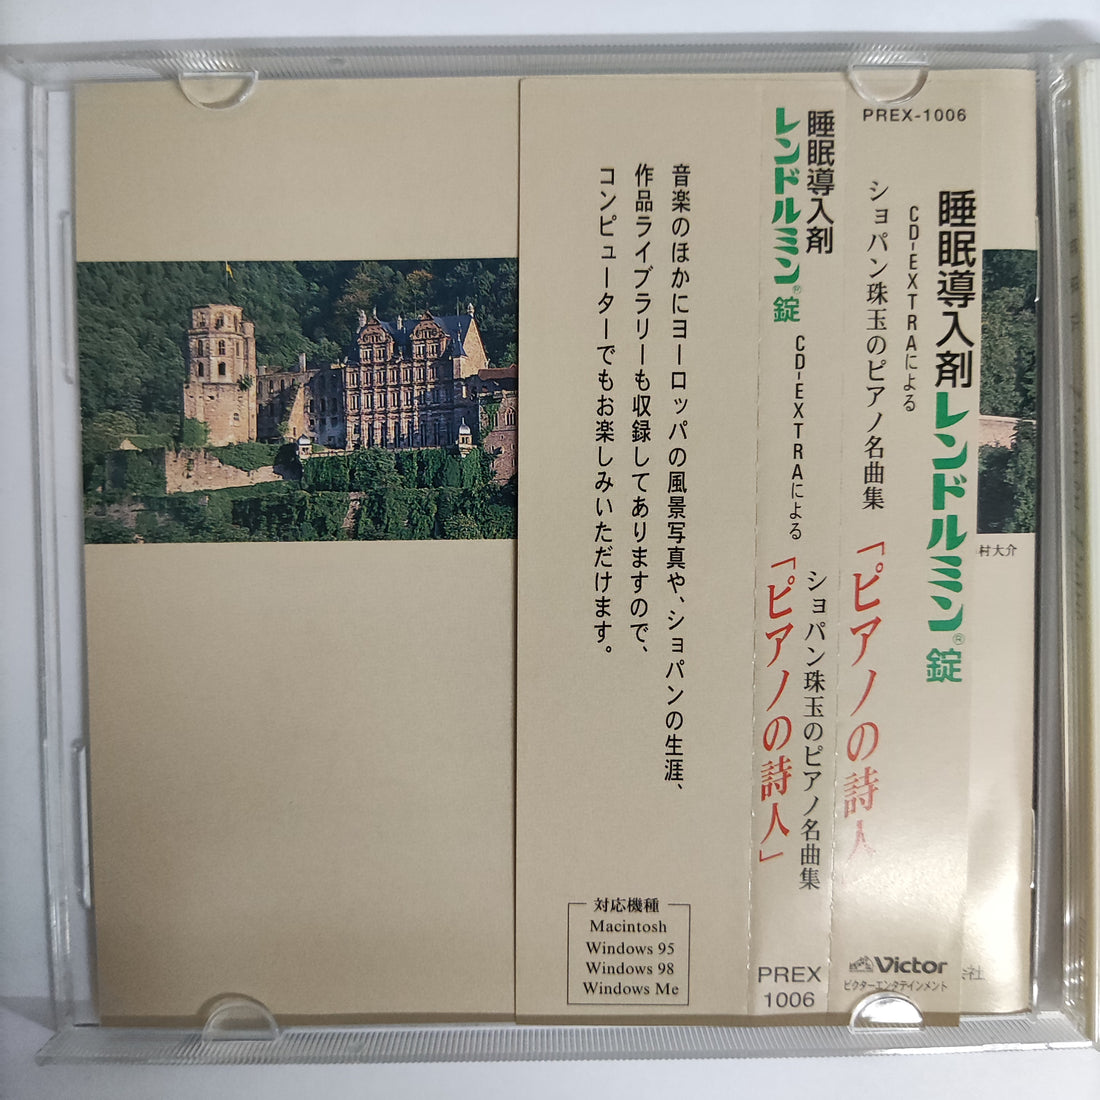 PREX-1006
睡眠導入剤レンドルミン®錠
CD-EXTRAによる
ショパン珠玉のピアノ名曲集
「ピアノの詩人
Victor
ビクターエンタテインメント
睡眠導入剤
レンドルミン®錠
CD-EXTRAによる
ショパン珠玉のピアノ名曲集
「ピアノの詩人」
PREX
1006
音楽のほかにヨーロッパの風景写真や、ショパンの生涯、
作品ライブラリーも収録してありますので、
コンピューターでもお楽しみいただけます。
対応機種
Macintosh
Windows 95
Windows 98
Windows Me
村大介
社